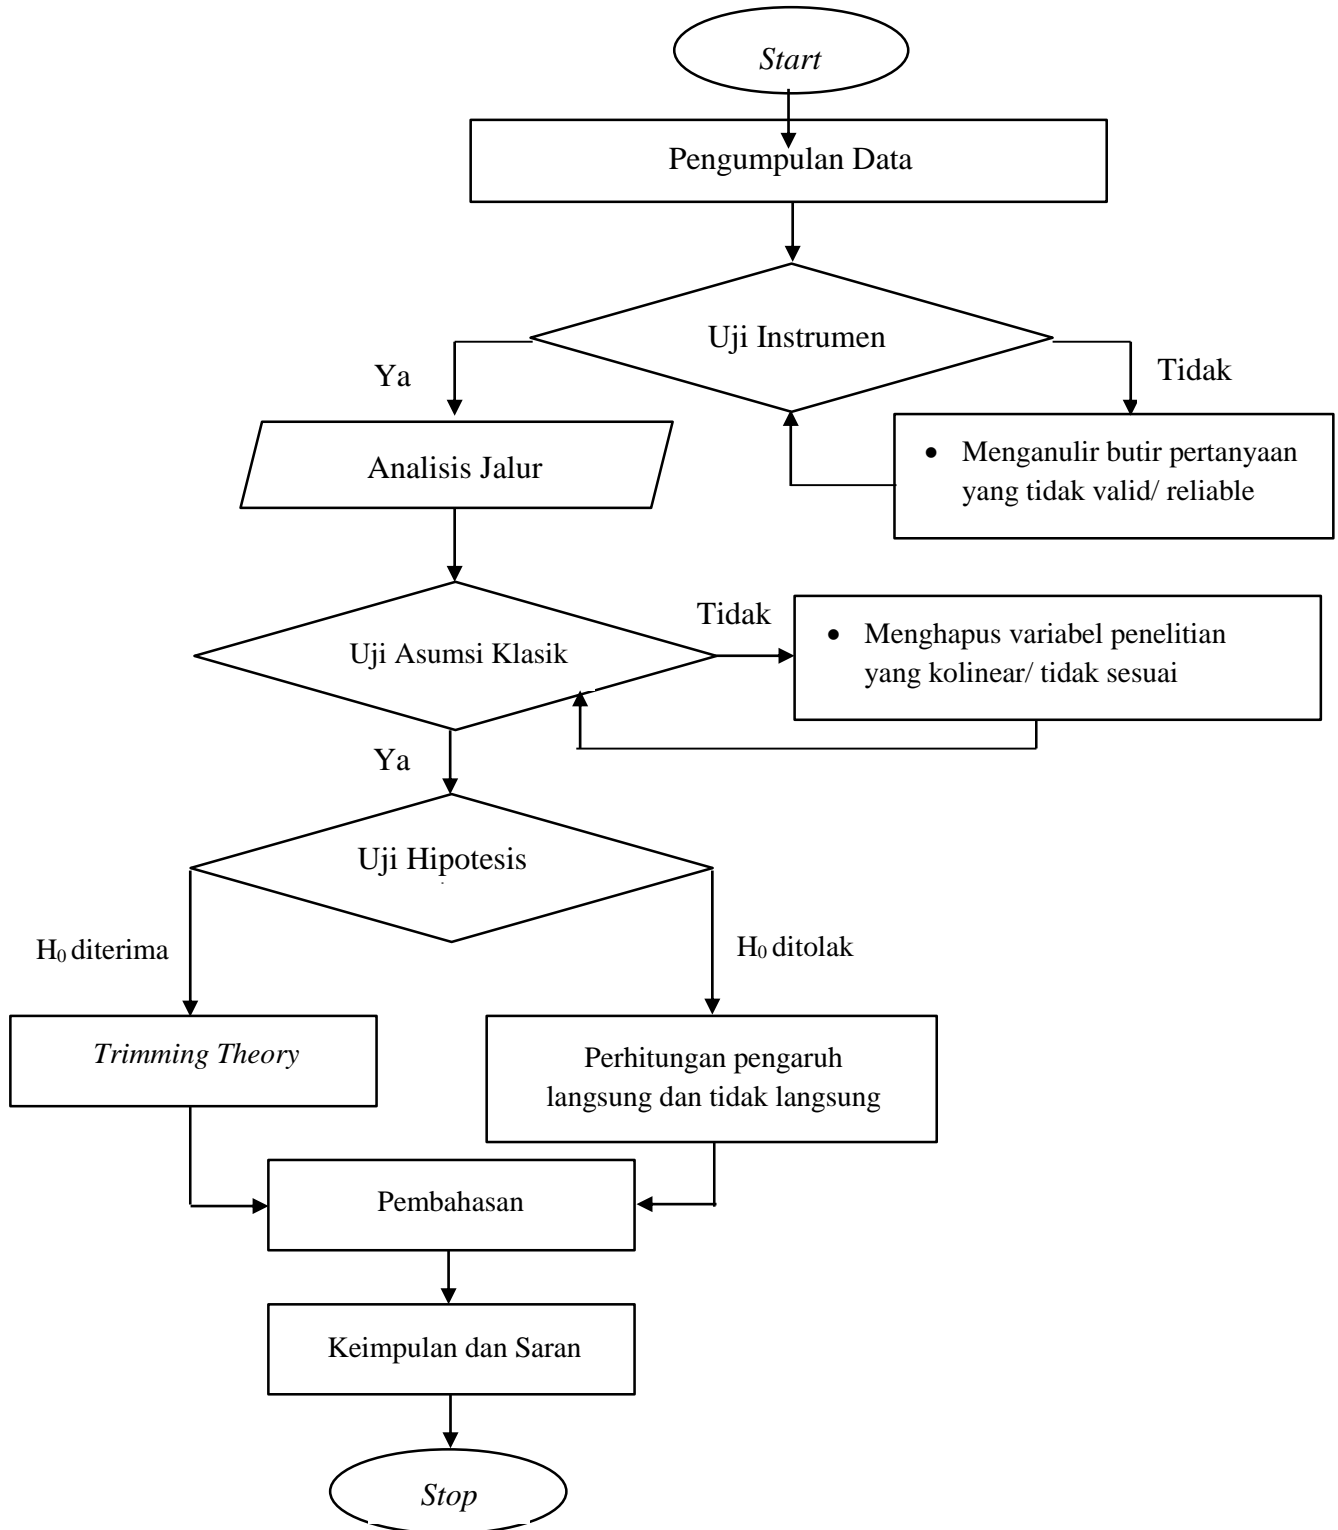 Start
Pengumpulan Data
Uji Instrumen
Ya
Tidak
Analisis Jalur
• Menganulir butir pertanyaan
yang tidak valid/ reliable
Uji Asumsi Klasik
Tidak
• Menghapus variabel penelitian
yang kolinear/ tidak sesuai
Ya
Uji Hipotesis
H₀ diterima
H₀ ditolak
Trimming Theory
Perhitungan pengaruh
langsung dan tidak langsung
Pembahasan
Keimpulan dan Saran
Stop